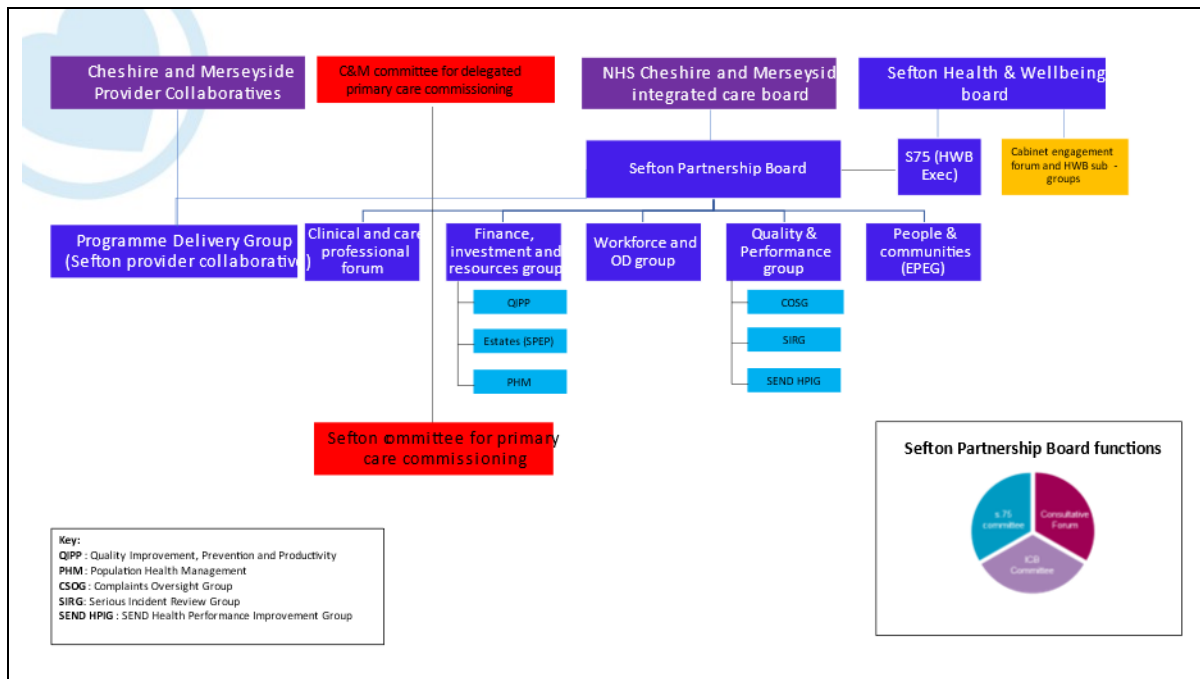 Cheshire and Merseyside
Provider Collaboratives
C&M committee for delegated
primary care commissioning
NHS Cheshire and Merseysid
integrated care board
Sefton Health & Wellbeing
board
Sefton Partnership Board
S75 (HWB
Exec)
Cabinet engagement
forum and HWB sub -
groups
Programme Delivery Group
(Sefton provider collaborative)
Clinical and care
professional
forum
Finance,
investment and
resources group
Workforce and
OD group
Quality &
Performance
group
People &
communities
(EPEG)
QIPP
Estates (SPEP)
PHM
COSG
SIRG
SEND HPIG
Sefton committee for primary
care commissioning
Sefton Partnership Board functions
s.75
committee
Consultative
Forum
ICB
Committee
Key:
QIPP : Quality Improvement, Prevention and Productivity
PHM : Population Health Management
CSOG : Complaints Oversight Group
SIRG: Serious Incident Review Group
SEND HPIG : SEND Health Performance Improvement Group